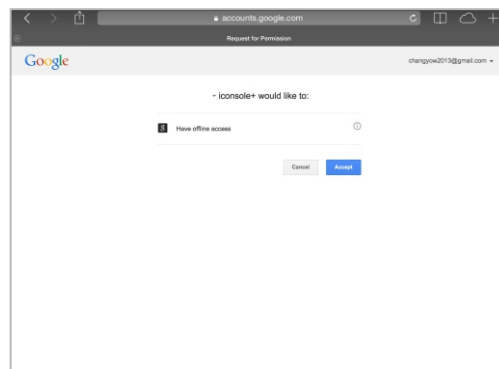 accounts.google.com
Request for Permission
Google
changyow2013@gmail.com
- iconsole+ would like to:
8 Have offline access
Cancel Accept